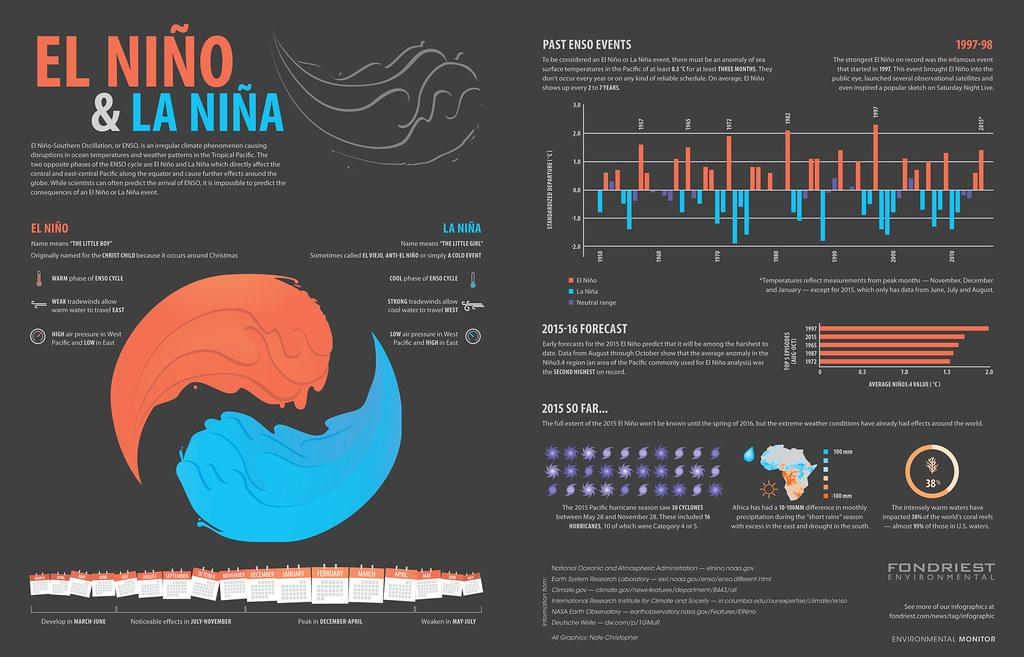 EL NIÑO
& LA NIÑA
El Niño-Southern Oscillation, or ENSO, is an irregular climate phenomenon causing
disruptions in ocean temperatures and weather patterns in the Tropical Pacific. The
two opposite phases of the ENSO cycle are El Niño and La Niña which directly affect the
central and east-central Pacific along the equator and cause further effects around the
globe. While scientists can often predict the arrival of ENSO, it is impossible to predict the
consequences of an El Niño or La Niña event.
EL NIÑO
Name means "THE LITTLE BOY"
Originally named for the CHRIST CHILD because it occurs around Christmas
WARM phase of ENSO CYCLE
WEAK tradewinds allow
warm water to travel EAST
HIGH air pressure in West
Pacific and LOW in East
LA NIÑA
Name means "THE LITTLE GIRL"
Sometimes called EL VIEJO, ANTI-EL NIÑO or simply A COLD EVENT
COOL phase of ENSO CYCLE
STRONG tradewinds allow
cool water to travel WEST
LOW air pressure in West
Pacific and HIGH in East
MARCH
APRIL
MAY
JUNE
JULY
AUGUST
SEPTEMBER
OCTOBER
NOVEMBER
DECEMBER
JANUARY
FEBRUARY
MARCH
APRIL
MAY
JUNE
JULY
Develop in MARCH-JUNE
Noticeable effects in JULY-NOVEMBER
Peak in DECEMBER-APRIL
Weaken in MAY-JULY
PAST ENSO EVENTS
To be considered an El Niño or La Niña event, there must be an anomaly of sea
surface temperatures in the Pacific of at least 0.5 °C for at least THREE MONTHS. They
don't occur every year or on any kind of reliable schedule. On average, El Niño
shows up every 2 to 7 YEARS.
1997-98
The strongest El Niño on record was the infamous event
that started in 1997. This event brought El Niño into the
public eye, launched several observational satellites and
even inspired a popular sketch on Saturday Night Live.
STANDARDIZED DEPARTURE (°C)
3.0
2.0
1.0
0.0
-1.0
-2.0
1957
1965
1972
1982
1997
2015*
1950
1960
1970
1980
1990
2000
2010
El Niño
La Niña
Neutral range
*Temperatures reflect measurements from peak months — November, December
and January — except for 2015, which only has data from June, July and August.
2015-16 FORECAST
Early forecasts for the 2015 El Niño predict that it will be among the harshest to
date. Data from August through October show that the average anomaly in the
Niño3.4 region (an area of the Pacific commonly used for El Niño analysis) was
the SECOND HIGHEST on record.
TOP 5 EPISODES
(AUG-OCT)
1997
2015
1965
1987
1972
0
0.5
1.0
1.5
2.0
AVERAGE NIÑO3.4 VALUE (°C)
2015 SO FAR...
The full extent of the 2015 El Niño won't be known until the spring of 2016, but the extreme weather conditions have already had effects around the world.
The 2015 Pacific hurricane season saw 30 CYCLONES
between May 28 and November 28. These included 16
HURRICANES, 10 of which were Category 4 or 5.
100 mm
-100 mm
Africa has had a 10-100MM difference in monthly
precipitation during the "short rains" season
with excess in the east and drought in the south.
38%
The intensely warm waters have
impacted 38% of the world's coral reefs
— almost 95% of those in U.S. waters.
Information from:
National Oceanic and Atmospheric Administration — elnino.noaa.gov
Earth System Research Laboratory — esrl.noaa.gov/enso/enso.different.html
Climate.gov — climate.gov/news-features/department/8443/all
International Research Institute for Climate and Society — iri.columbia.edu/our-expertise/climate/enso
NASA Earth Observatory — earthobservatory.nasa.gov/Features/ElNino
Deutsche Welle — dw.com/p/1GMuR
All Graphics: Nate Christopher
FONDRIEST
ENVIRONMENTAL
See more of our infographics at
fondriest.com/news/tag/infographic
ENVIRONMENTAL MONITOR